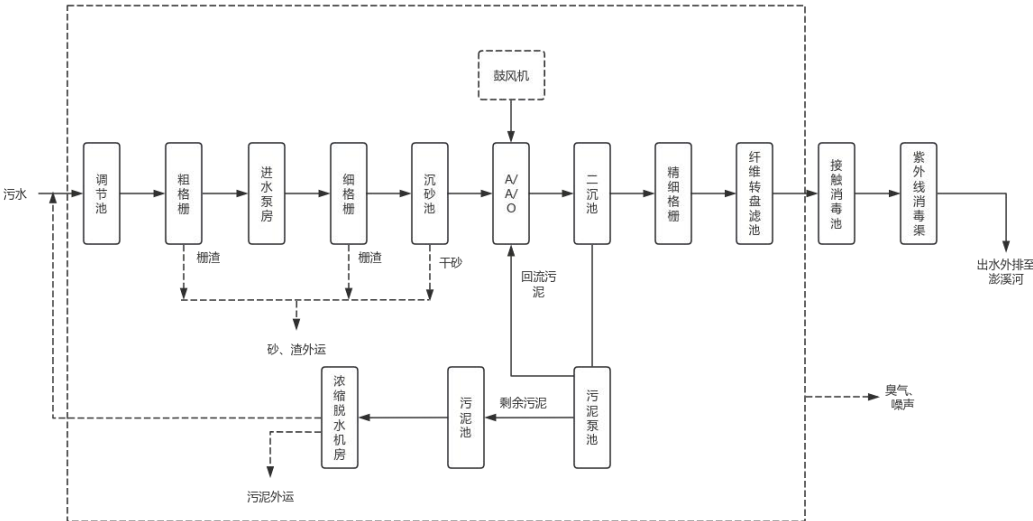 鼓风机
污水
调节池
粗格栅
进水泵房
细格栅
沉砂池
A/A/O
二沉池
精细格栅
纤维转盘滤池
接触消毒池
紫外线消毒渠
栅渣
栅渣
干砂
回流污
泥
出水外排至
澎溪河
砂、渣外运
浓缩脱水机房
污泥池
剩余污泥
污泥泵池
臭气、
噪声
污泥外运